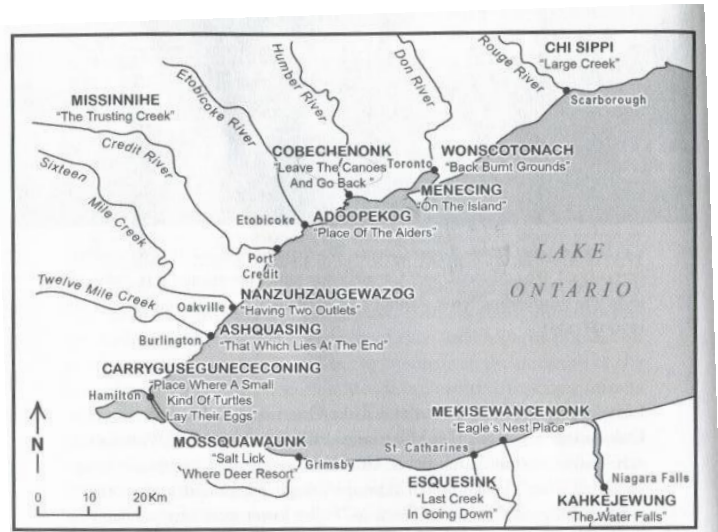 CHI SIPPI
"Large Creek"
Rouge River
Scarborough
Don River
Humber River
Etobicoke River
MISSINNIHE
"The Trusting Creek"
Credit River
COBECHENONK
"Leave The Canoes
And Go Back"
Toronto
WONSCOTONACH
"Back Burnt Grounds"
MENECING
"On The Island"
Sixteen
Mile Creek
Etobicoke
ADOOPEKOG
"Place Of The Alders"
Port
Credit
LAKE
ONTARIO
Twelve Mile Creek
Oakville
NANZUHZAUGEWAZOG
"Having Two Outlets"
Burlington
ASHQUASING
"That Which Lies At The End"
CARRYGUSEGUNECECONING
Hamilton
"Place Where A Small
Kind Of Turtles
Lay Their Eggs"
N
0 10 20Km
MOSSQUAWAUNK
"Salt Lick
Where Deer Resort"
Grimsby
MEKISEWANCENONK
"Eagle's Nest Place"
St. Catharines
ESQUESINK
"Last Creek
In Going Down"
Niagara Falls
KAHKEJEWUNG
"The Water Falls"